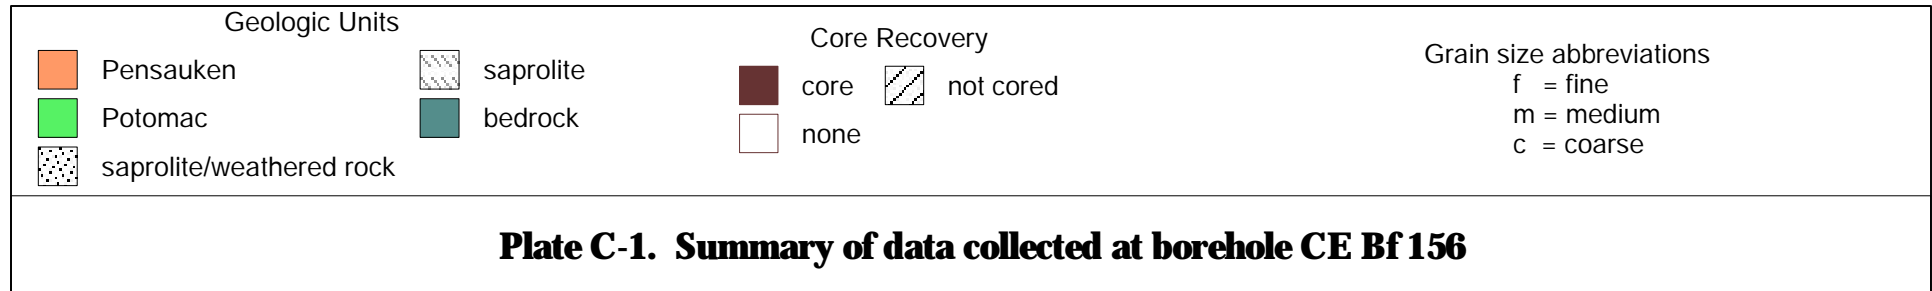 Geologic Units
Pensauken
Potomac
saprolite/weathered rock
saprolite
bedrock
Core Recovery
core
not cored
none
Grain size abbreviations
f = fine
m = medium
c = coarse
Plate C-1. Summary of data collected at borehole CE Bf 156